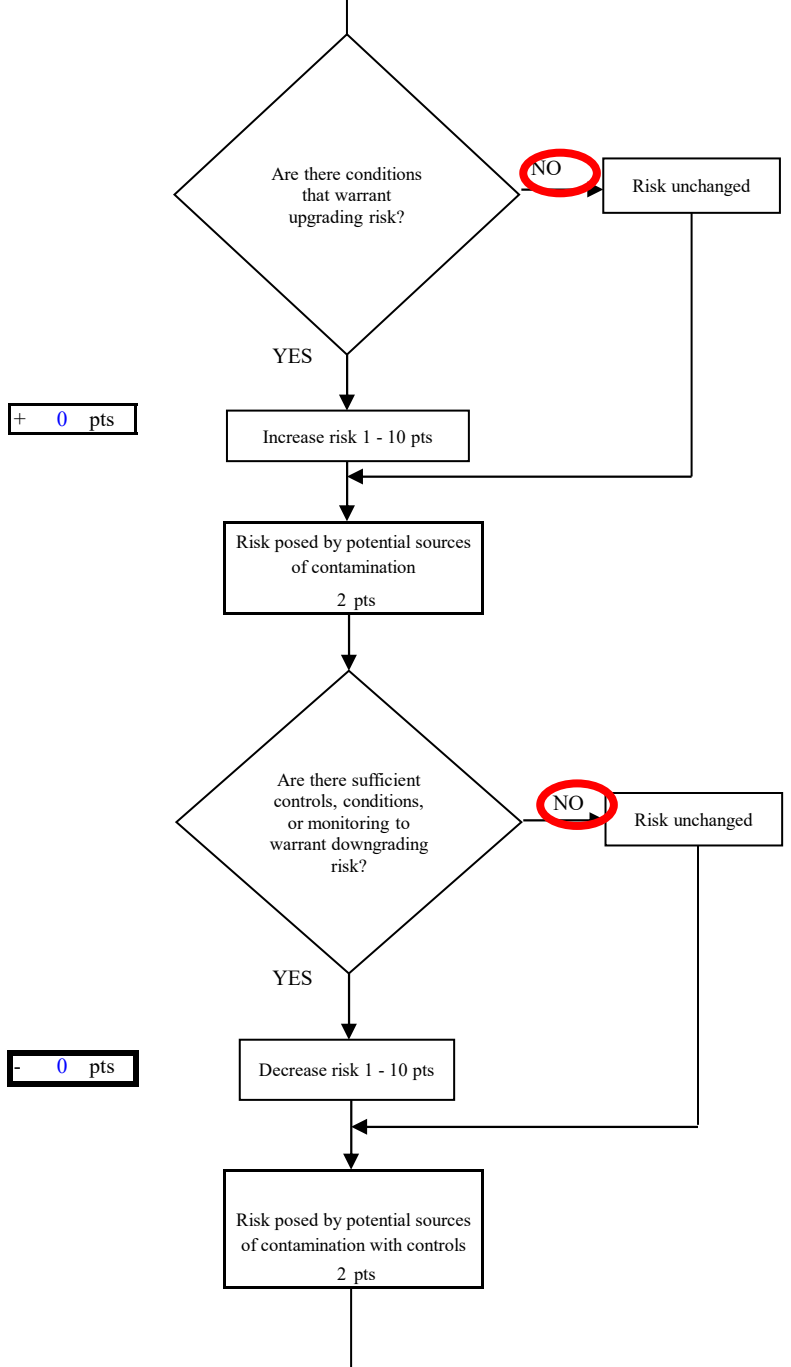 Are there conditions
that warrant
upgrading risk?
NO
Risk unchanged
YES
+ 0 pts
Increase risk 1 - 10 pts
Risk posed by potential sources
of contamination
2 pts
Are there sufficient
controls, conditions,
or monitoring to
warrant downgrading
risk?
NO
Risk unchanged
YES
- 0 pts
Decrease risk 1 - 10 pts
Risk posed by potential sources
of contamination with controls
2 pts